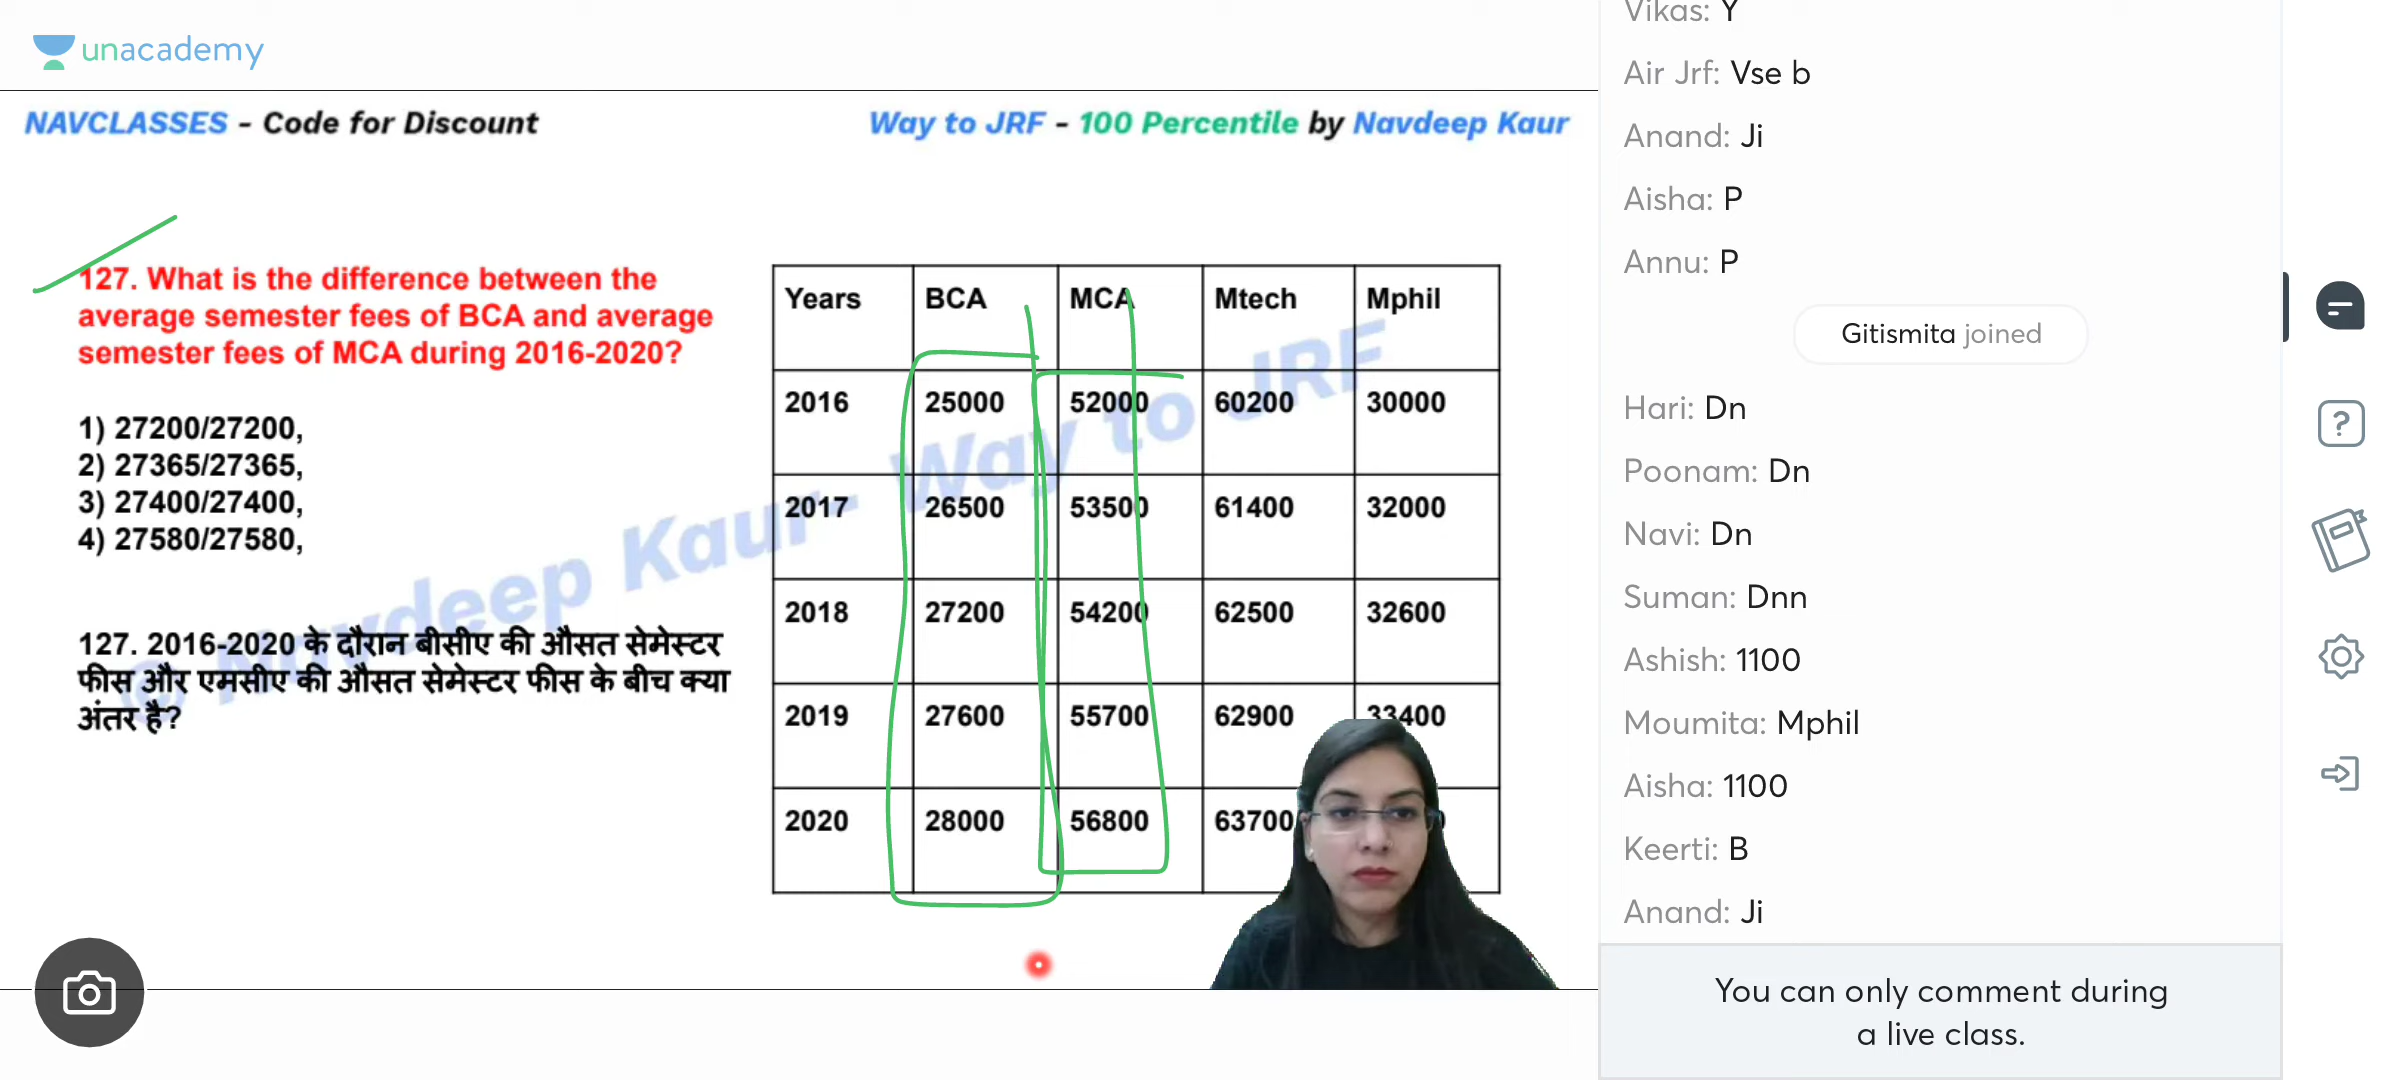 unacademy
NAVCLASSES - Code for Discount
Way to JRF - 100 Percentile by Navdeep Kaur
127. What is the difference between the
average semester fees of BCA and average
semester fees of MCA during 2016-2020?
1) 27200/27200,
2) 27365/27365,
3) 27400/27400,
4) 27580/27580,
127. 2016-2020 के दौरान बीसीए की औसत सेमेस्टर
फीस और एमसीए की औसत सेमेस्टर फीस के बीच क्या
अंतर है?
Years BCA MCA Mtech Mphil
2016 25000 52000 60200 30000
2017 26500 53500 61400 32000
2018 27200 54200 62500 32600
2019 27600 55700 62900 33400
2020 28000 56800 63700
© Navdeep Kaur- Way to JRF
Vikas: Y
Air Jrf: Vse b
Anand: Ji
Aisha: P
Annu: P
Gitismita joined
Hari: Dn
Poonam: Dn
Navi: Dn
Suman: Dnn
Ashish: 1100
Moumita: Mphil
Aisha: 1100
Keerti: B
Anand: Ji
You can only comment during
a live class.